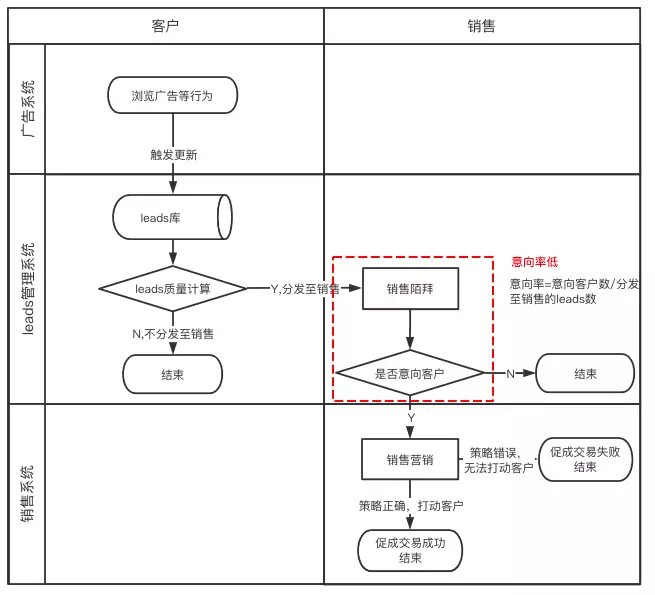 客户
销售
广告系统
浏览广告等行为
触发更新
leads管理系统
leads库
leads质量计算
Y,分发至销售
N,不分发至销售
结束
销售陌拜
意向率低
意向率=意向客户数/分发
至销售的leads数
是否意向客户
N
结束
Y
销售系统
销售营销
策略错误，
无法打动客户
促成交易失败
结束
策略正确，打动客户
促成交易成功
结束